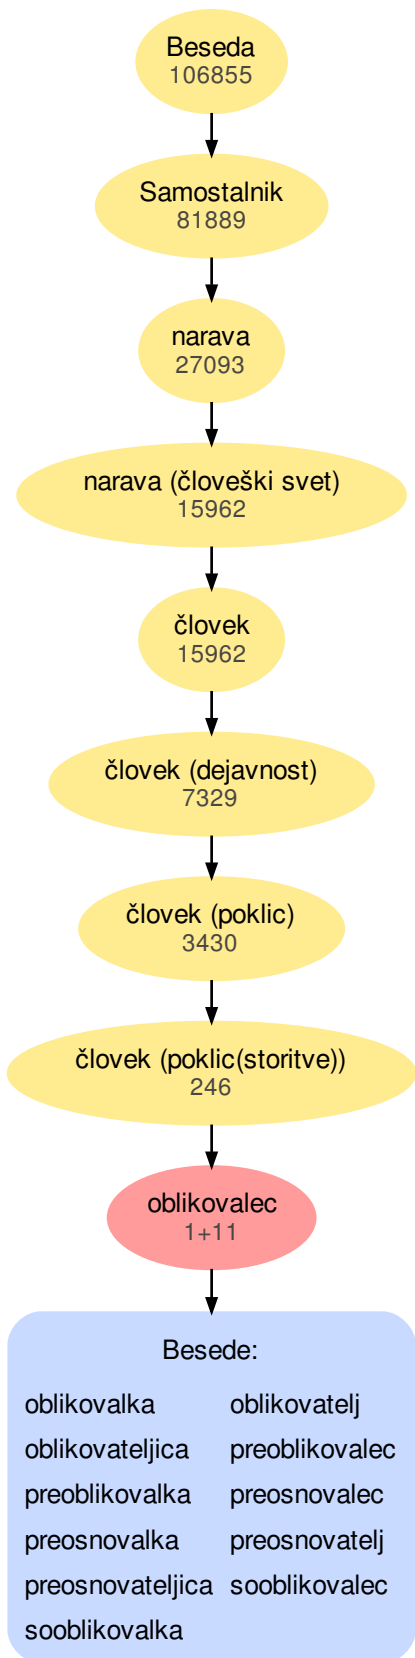 Beseda
106855
Samostalnik
81889
narava
27093
narava (človeški svet)
15962
človek
15962
človek (dejavnost)
7329
človek (poklic)
3430
človek (poklic(storitve))
246
oblikovalec
1+11
Besede:
oblikovalka oblikovatelj
oblikovateljica preoblikovalec
preoblikovalka preosnovalec
preosnovalka preosnovatelj
preosnovateljica sooblikovalec
sooblikovalka